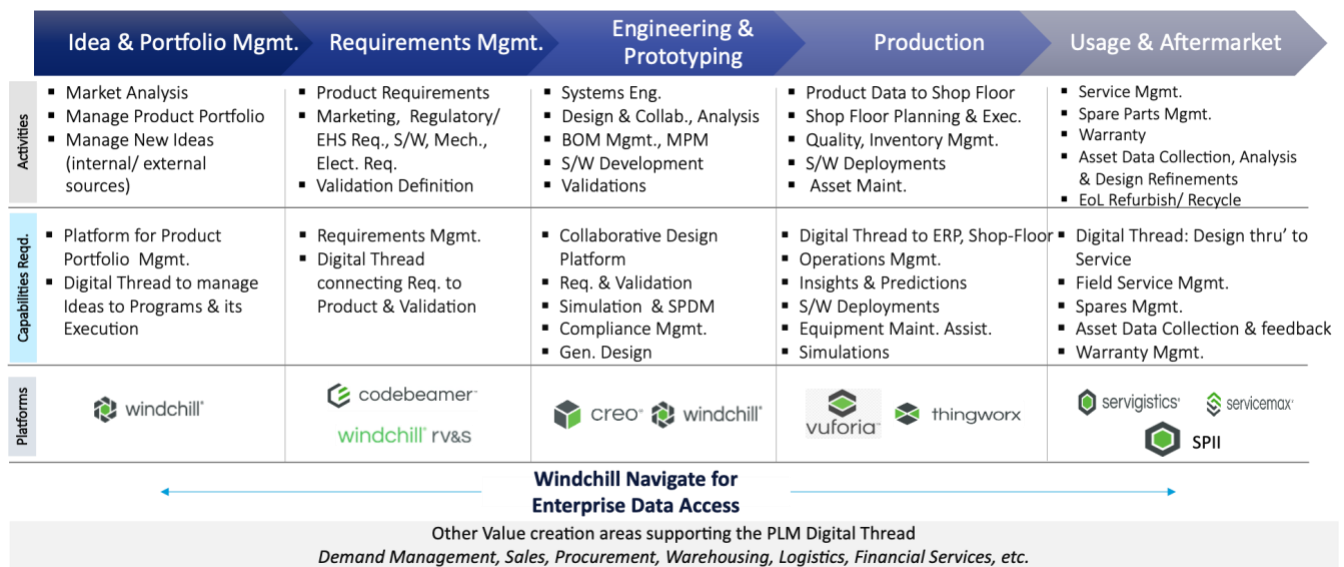 Idea & Portfolio Mgmt.
Requirements Mgmt.
Engineering &
Prototyping
Production
Usage & Aftermarket
Activities
▪ Market Analysis
▪ Manage Product Portfolio
▪ Manage New Ideas
(internal/ external
sources)
▪ Product Requirements
▪ Marketing, Regulatory/
EHS Req., S/W, Mech.,
Elect. Req.
▪ Validation Definition
▪ Systems Eng.
▪ Design & Collab., Analysis
▪ BOM Mgmt., MPM
▪ S/W Development
▪ Validations
▪ Product Data to Shop Floor
▪ Shop Floor Planning & Exec.
▪ Quality, Inventory Mgmt.
▪ S/W Deployments
▪ Asset Maint.
▪ Service Mgmt.
▪ Spare Parts Mgmt.
▪ Warranty
▪ Asset Data Collection, Analysis
& Design Refinements
▪ EoL Refurbish/ Recycle
Capabilities Reqd.
▪ Platform for Product
Portfolio Mgmt.
▪ Digital Thread to manage
Ideas to Programs & its
Execution
▪ Requirements Mgmt.
▪ Digital Thread
connecting Req. to
Product & Validation
▪ Collaborative Design
Platform
▪ Req. & Validation
▪ Simulation & SPDM
▪ Compliance Mgmt.
▪ Gen. Design
▪ Digital Thread to ERP, Shop-Floor
▪ Operations Mgmt.
▪ Insights & Predictions
▪ S/W Deployments
▪ Equipment Maint. Assist.
▪ Simulations
▪ Digital Thread: Design thru' to
Service
▪ Field Service Mgmt.
▪ Spares Mgmt.
▪ Asset Data Collection & feedback
▪ Warranty Mgmt.
Platforms
windchill®
codebeamer™
windchill® rv&s
creo® windchill®
vuforia™
thingworx
servigistics®
servicemax®
SPII
Windchill Navigate for
Enterprise Data Access
Other Value creation areas supporting the PLM Digital Thread
Demand Management, Sales, Procurement, Warehousing, Logistics, Financial Services, etc.